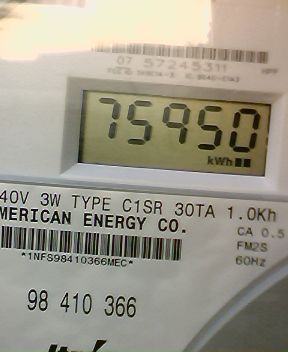 07 57245311
75950
kWh
40V 3W TYPE C1SR 30TA 1.0Kh
MERICAN ENERGY CO.
CA 0.5
FM2S
*1NFS98410366MEC*
60Hz
98 410 366